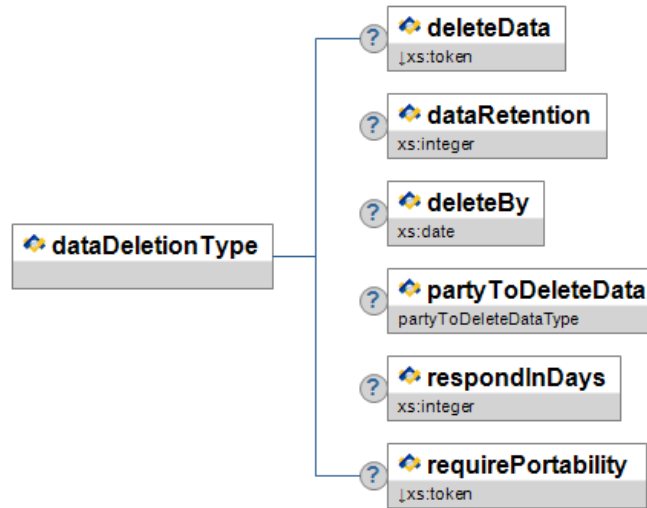 ?
deleteData
↓xs:token
?
dataRetention
xs:integer
?
deleteBy
xs:date
dataDeletionType
?
partyToDeleteData
partyToDeleteDataType
?
respondInDays
xs:integer
?
requirePortability
↓xs:token